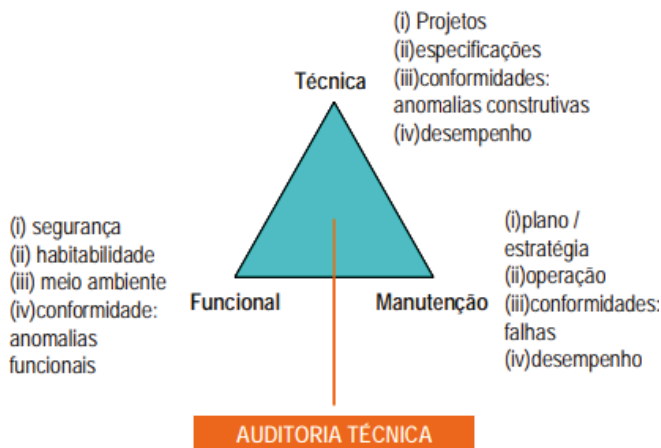 (i) Projetos
(ii)especificações
(iii)conformidades:
anomalias construtivas
(iv)desempenho
Técnica
(i) segurança
(ii) habitabilidade
(iii) meio ambiente
(iv)conformidade:
anomalias
funcionais
Funcional
Manutenção
(i)plano /
estratégia
(ii)operação
(iii)conformidades:
falhas
(iv)desempenho
AUDITORIA TÉCNICA